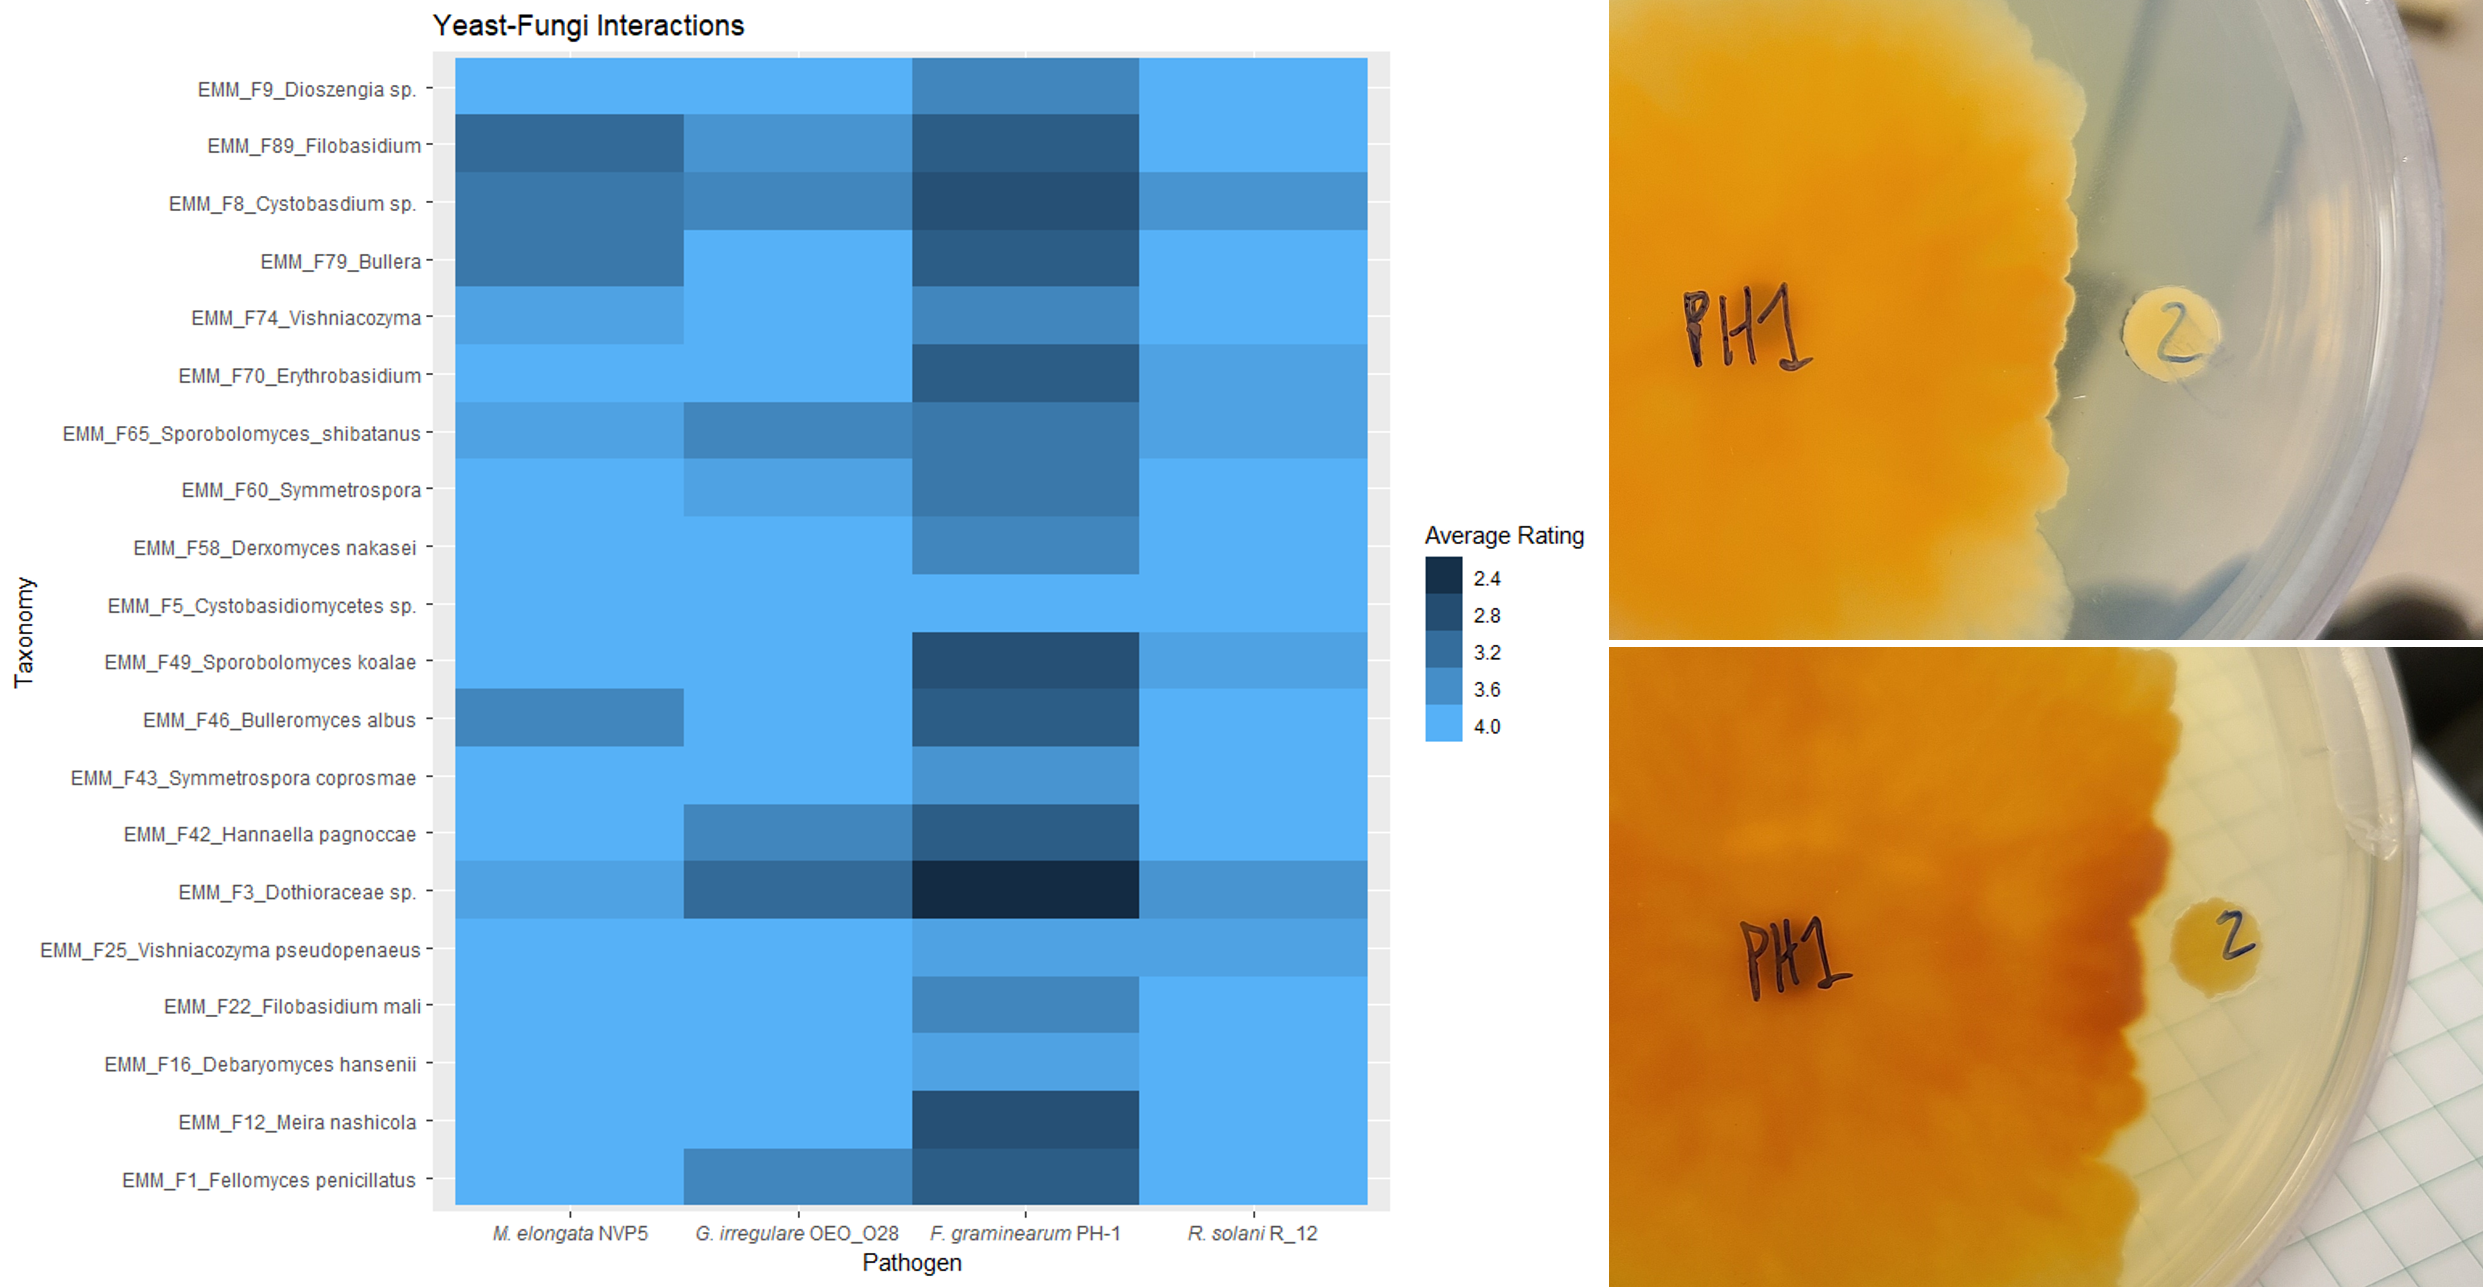 Yeast-Fungi Interactions
EMM_F9_Dioszengia sp.
EMM_F89_Filobasidium
EMM_F8_Cystobasdium sp.
EMM_F79_Bullera
EMM_F74_Vishniacozyma
EMM_F70_Erythrobasidium
EMM_F65_Sporobolomyces_shibatanus
EMM_F60_Symmetrospora
EMM_F58_Derxomyces nakasei
EMM_F5_Cystobasidiomycetes sp.
EMM_F49_Sporobolomyces koalae
EMM_F46_Bulleromyces albus
EMM_F43_Symmetrospora coprosmae
EMM_F42_Hannaella pagnoccae
EMM_F3_Dothioraceae sp.
EMM_F25_Vishniacozyma pseudopenaeus
EMM_F22_Filobasidium mali
EMM_F16_Debaryomyces hansenii
EMM_F12_Meira nashicola
EMM_F1_Fellomyces penicillatus
Taxonomy
M. elongata NVP5
G. irregulare OEO_O28
F. graminearum PH-1
R. solani R_12
Pathogen
Average Rating
2.4
2.8
3.2
3.6
4.0
PH1
2
PH1
2